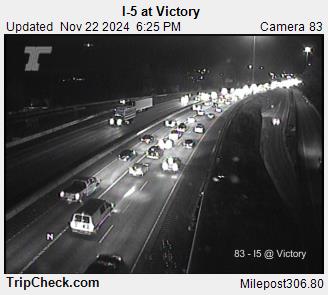 I-5 at Victory
Updated Nov 22 2024 6:25 PM Camera 83
T
N
83 - I5 @ Victory
TripCheck.com Milepost306.80